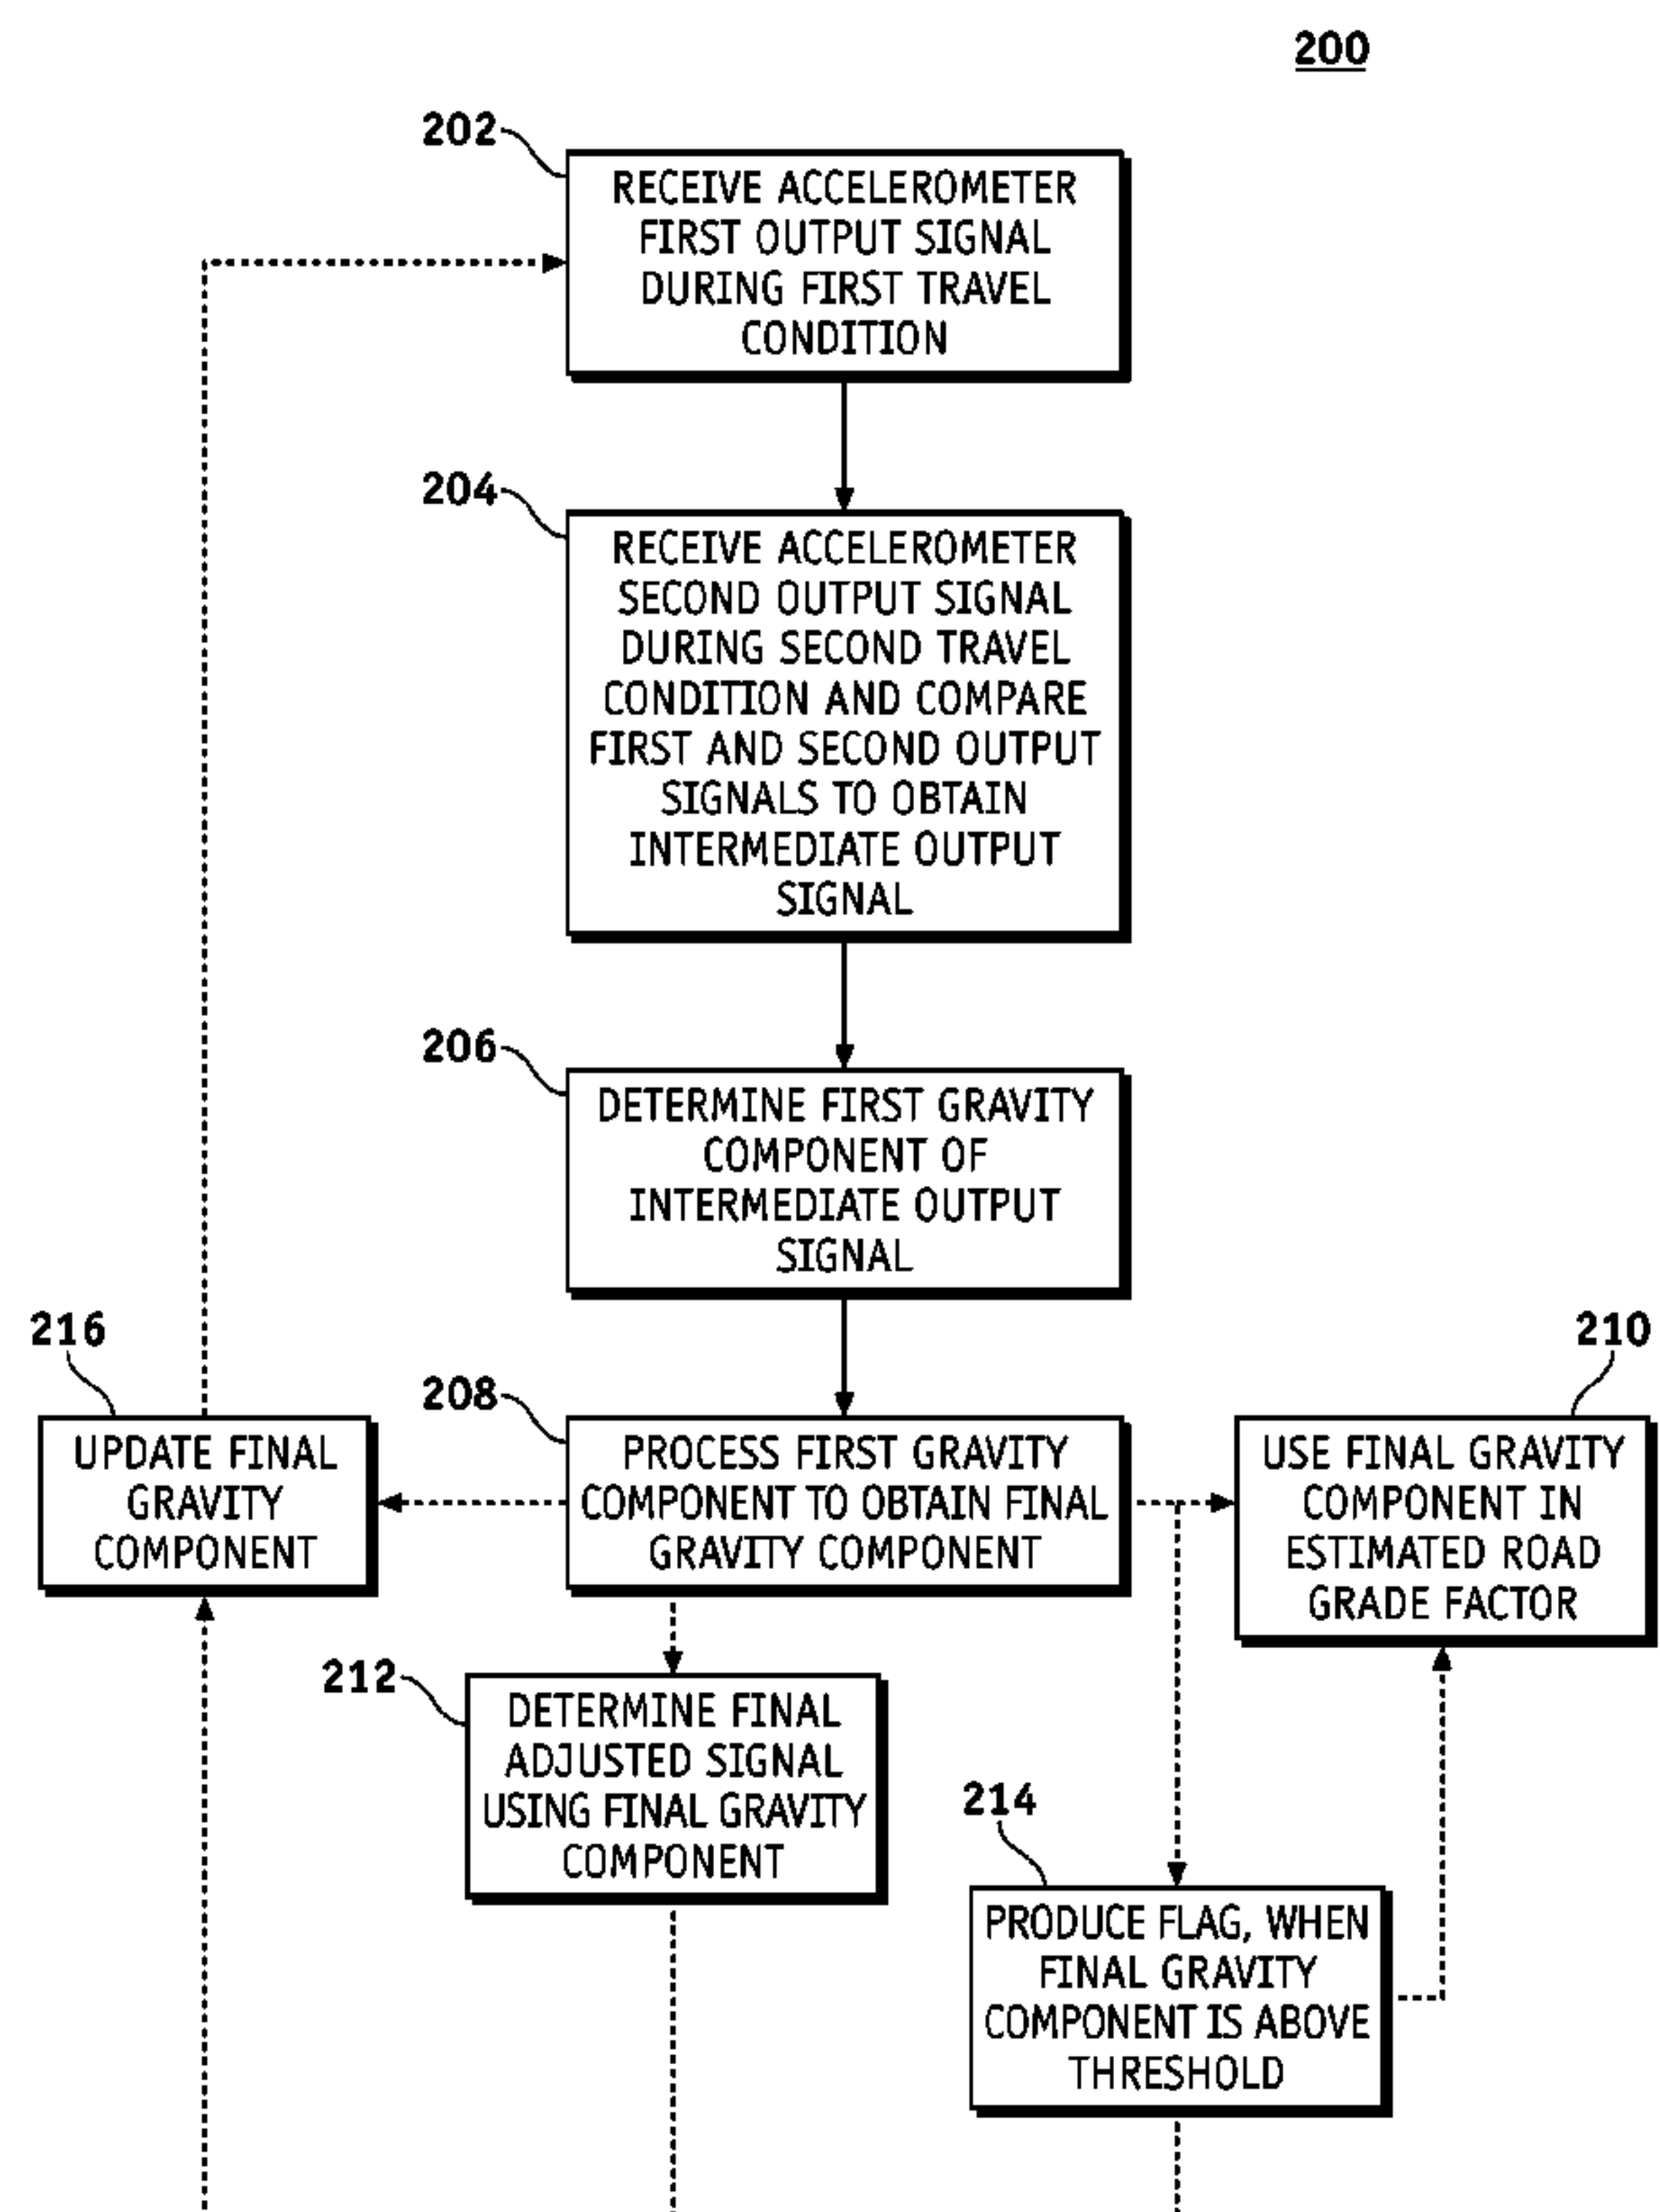 200
202
RECEIVE ACCELEROMETER
FIRST OUTPUT SIGNAL
DURING FIRST TRAVEL
CONDITION
204
RECEIVE ACCELEROMETER
SECOND OUTPUT SIGNAL
DURING SECOND TRAVEL
CONDITION AND COMPARE
FIRST AND SECOND OUTPUT
SIGNALS TO OBTAIN
INTERMEDIATE OUTPUT
SIGNAL
206
DETERMINE FIRST GRAVITY
COMPONENT OF
INTERMEDIATE OUTPUT
SIGNAL
216
UPDATE FINAL
GRAVITY
COMPONENT
208
PROCESS FIRST GRAVITY
COMPONENT TO OBTAIN FINAL
GRAVITY COMPONENT
210
USE FINAL GRAVITY
COMPONENT IN
ESTIMATED ROAD
GRADE FACTOR
212
DETERMINE FINAL
ADJUSTED SIGNAL
USING FINAL GRAVITY
COMPONENT
214
PRODUCE FLAG, WHEN
FINAL GRAVITY
COMPONENT IS ABOVE
THRESHOLD